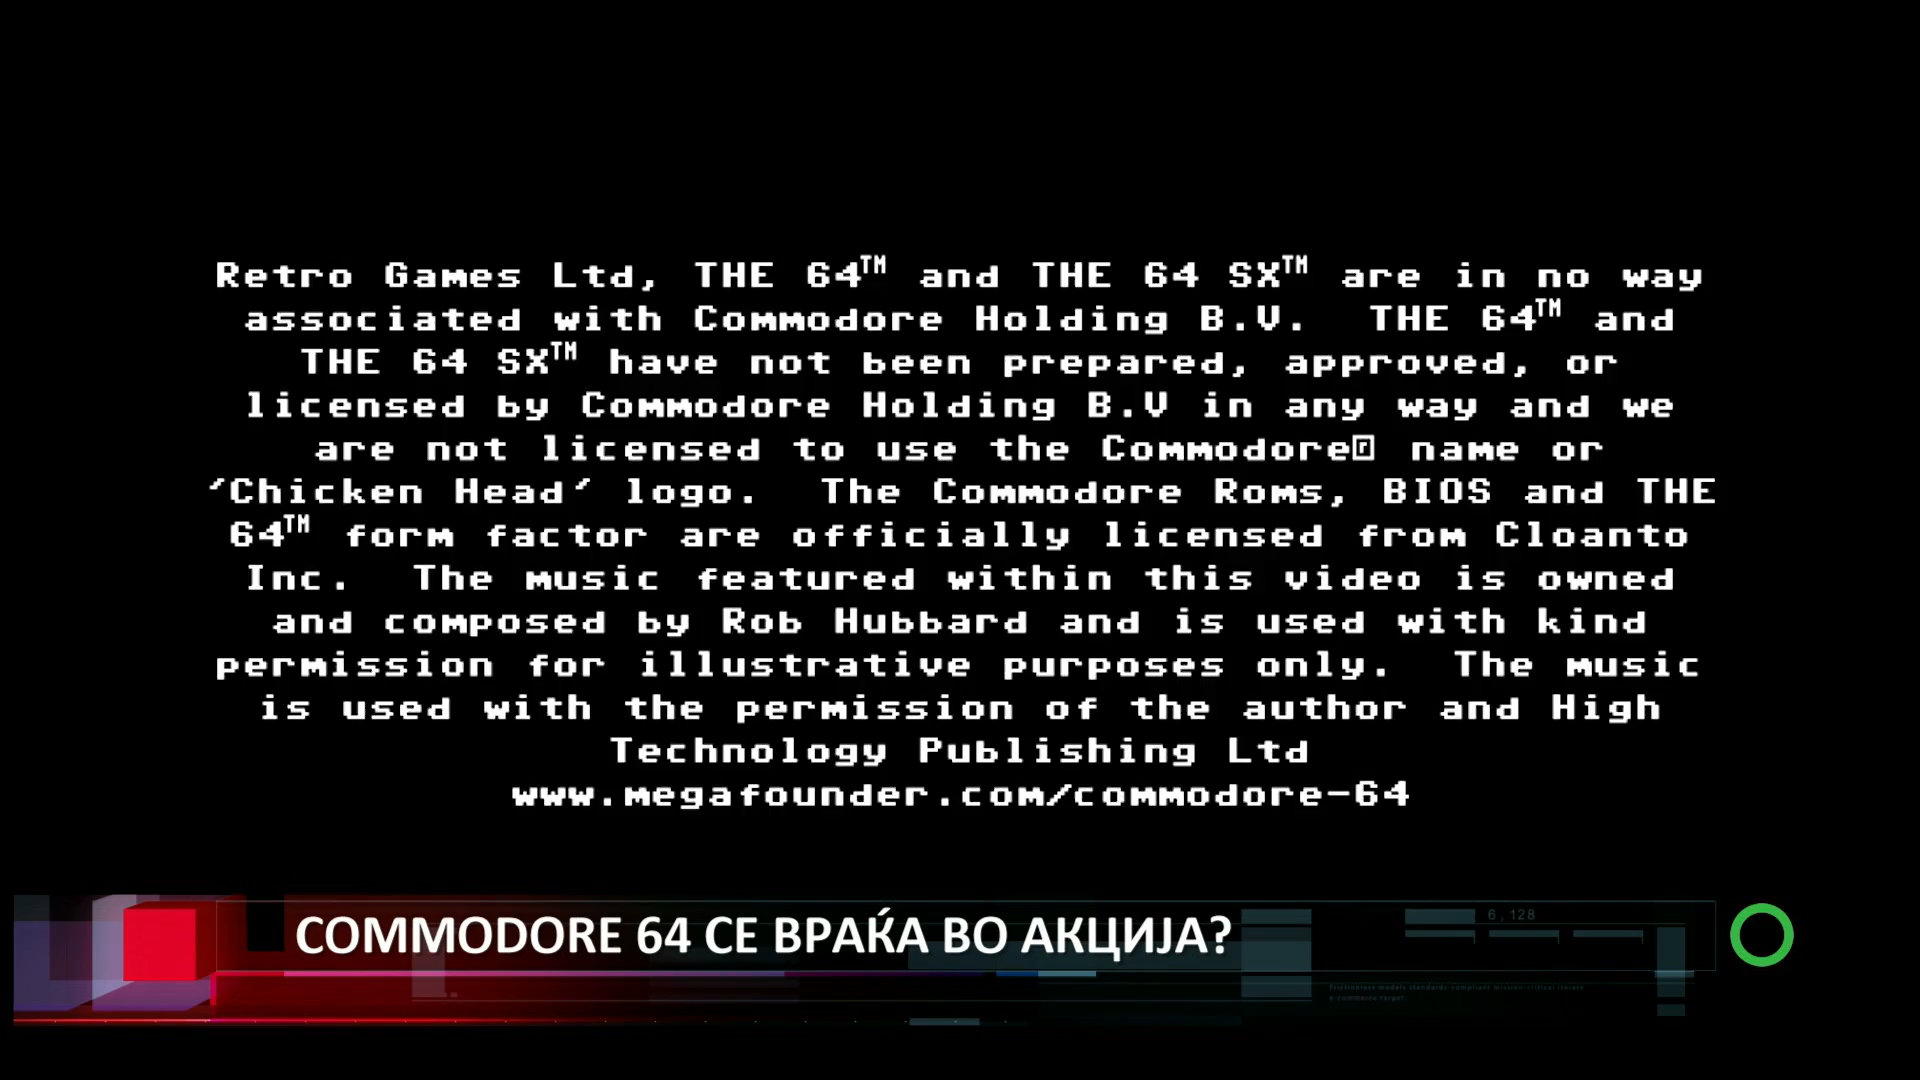 Retro Games Ltd, THE 64™ and THE 64 SX™ are in no way
associated with Commodore Holding B.V. THE 64™ and
THE 64 SX™ have not been prepared, approved, or
licensed by Commodore Holding B.V in any way and we
are not licensed to use the Commodore® name or
'Chicken Head' logo. The Commodore Roms, BIOS and THE
64™ form factor are officially licensed from Cloanto
Inc. The music featured within this video is owned
and composed by Rob Hubbard and is used with kind
permission for illustrative purposes only. The music
is used with the permission of the author and High
Technology Publishing Ltd
www.megafounder.com/commodore-64
6,128
COMMODORE 64 СЕ ВРАЌА ВО АКЦИЈА?